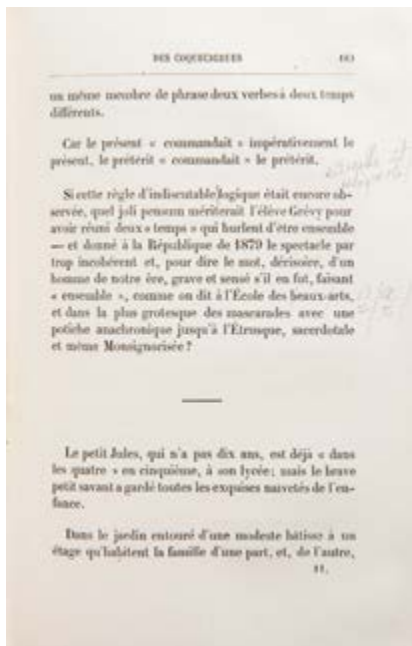 DES COQUECIGRUES
un même membre de phrase deux verbes à deux temps
différents.
Car le présent « commandait » impérativement le
présent, le prétérit « commandait » le prétérit.
Si cette règle d'indiscutable logique était encore ob-
servée, quel joli pensum mériterait l'élève Grévy pour
avoir réuni deux « temps » qui hurlent d'être ensemble
— et donné à la République de 1879 le spectacle par
trop incohérent et, pour dire le mot, dérisoire, d'un
homme de notre ère, grave et sensé s'il en fut, faisant
« ensemble », comme on dit à l'École des beaux-arts,
et dans la plus grotesque des mascarades avec une
potiche anachronique jusqu'à l'Étrusque, sacerdotale
et même Monsignorisée ?
Le petit Jules, qui n'a pas dix ans, est déjà « dans
les quatre » en cinquième, à son lycée ; mais le brave
petit savant a gardé toutes les exquises naïvetés de l'en-
fance.
Dans le jardin entouré d'une modeste bâtisse à un
étage qu'habitent la famille d'une part, et, de l'autre,